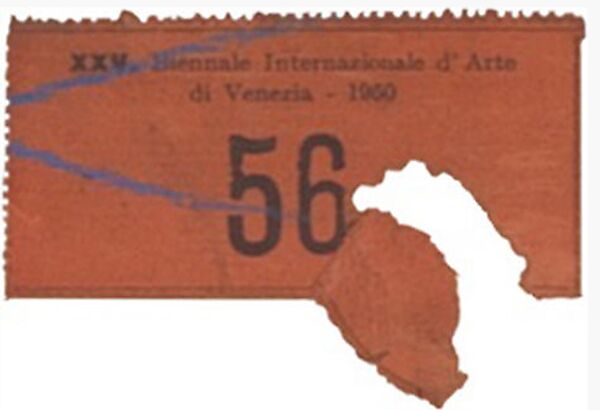 XXV. Biennale Internazionale d'Arte
di Venezia - 1950
56